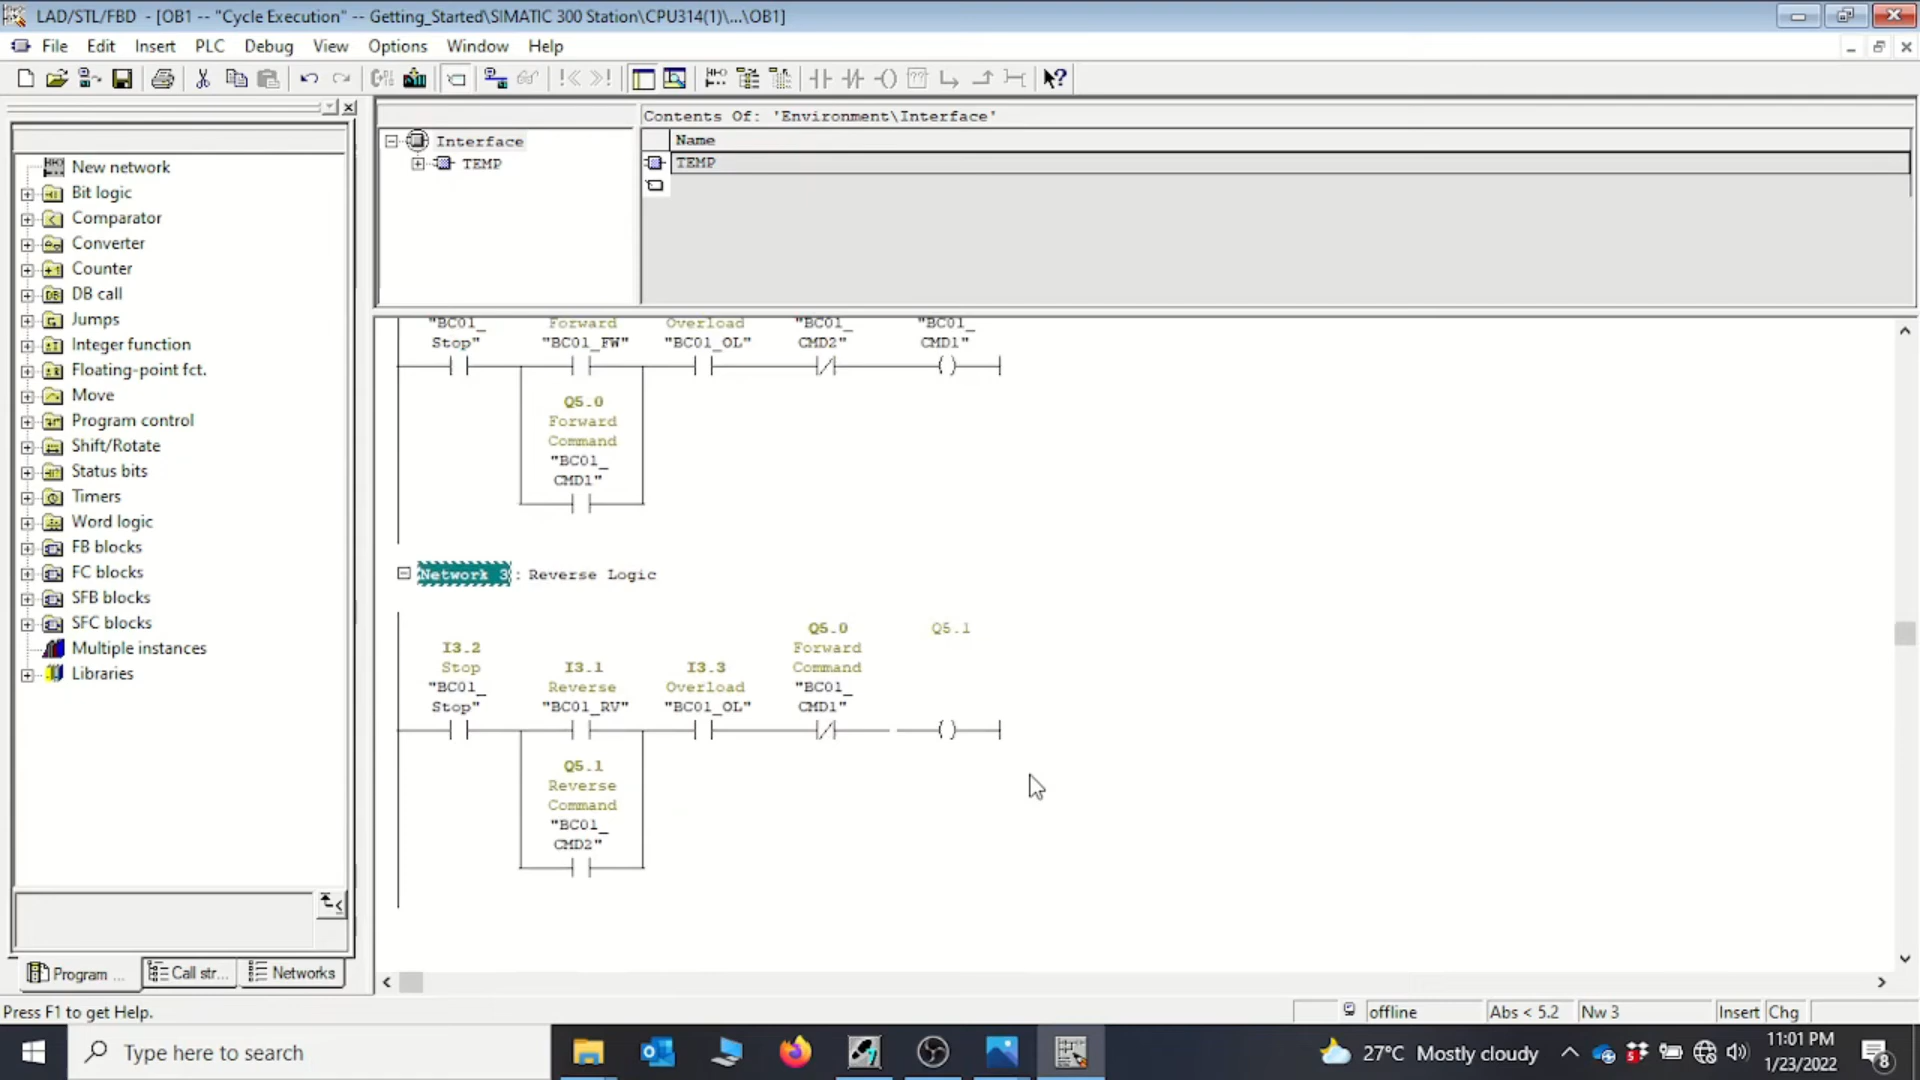 LAD/STL/FBD - [OB1 -- "Cycle Execution" -- Getting_Started\SIMATIC 300 Station\CPU314(1)\...\OB1]
File Edit Insert PLC Debug View Options Window Help
Contents Of: 'Environment\Interface'
Interface
TEMP
Name
TEMP
New network
Bit logic
Comparator
Converter
Counter
DB call
Jumps
Integer function
Floating-point fct.
Move
Program control
Shift/Rotate
Status bits
Timers
Word logic
FB blocks
FC blocks
SFB blocks
SFC blocks
Multiple instances
Libraries
Program ...
Call str...
Networks
"BC01_ Forward Overload "BC01_ "BC01_
Stop" "BC01_FW" "BC01_OL" CMD2" CMD1"
Q5.0
Forward
Command
"BC01_
CMD1"
Network 3 : Reverse Logic
Q5.0 Q5.1
I3.2 Forward
Stop I3.1 I3.3 Command
"BC01_ Reverse Overload "BC01_
Stop" "BC01_RV" "BC01_OL" CMD1"
Q5.1
Reverse
Command
"BC01_
CMD2"
Press F1 to get Help.
offline Abs < 5.2 Nw 3 Insert Chg
Type here to search
27°C Mostly cloudy
11:01 PM
1/23/2022
8